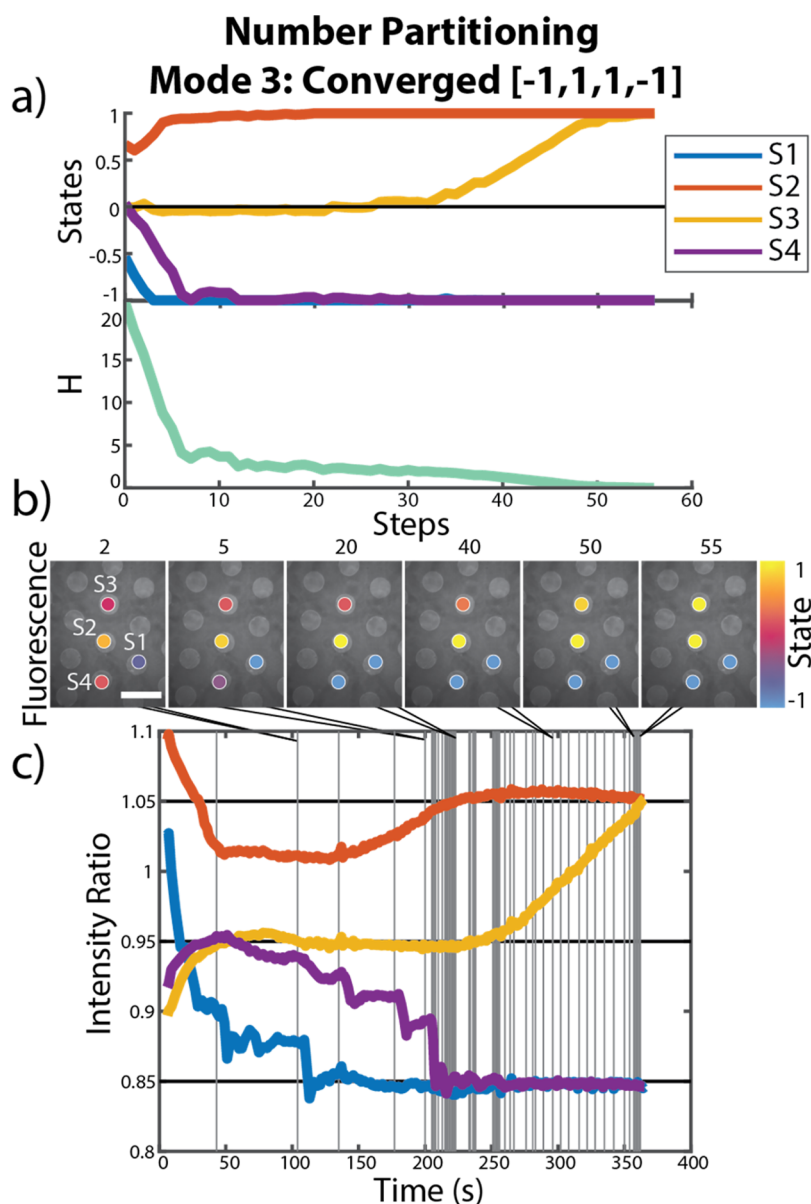 Number Partitioning
Mode 3: Converged [-1,1,1,-1]
a)
States
1
0.5
0
-0.5
-1
S1
S2
S3
S4
H
20
15
10
5
0
0 10 20 30 40 50 60
Steps
b)
Fluorescence
2 5 20 40 50 55
S3
S2 S1
S4
1
State
-1
c)
Intensity Ratio
1.1
1.05
1
0.95
0.9
0.85
0.8
0 50 100 150 200 250 300 350 400
Time (s)